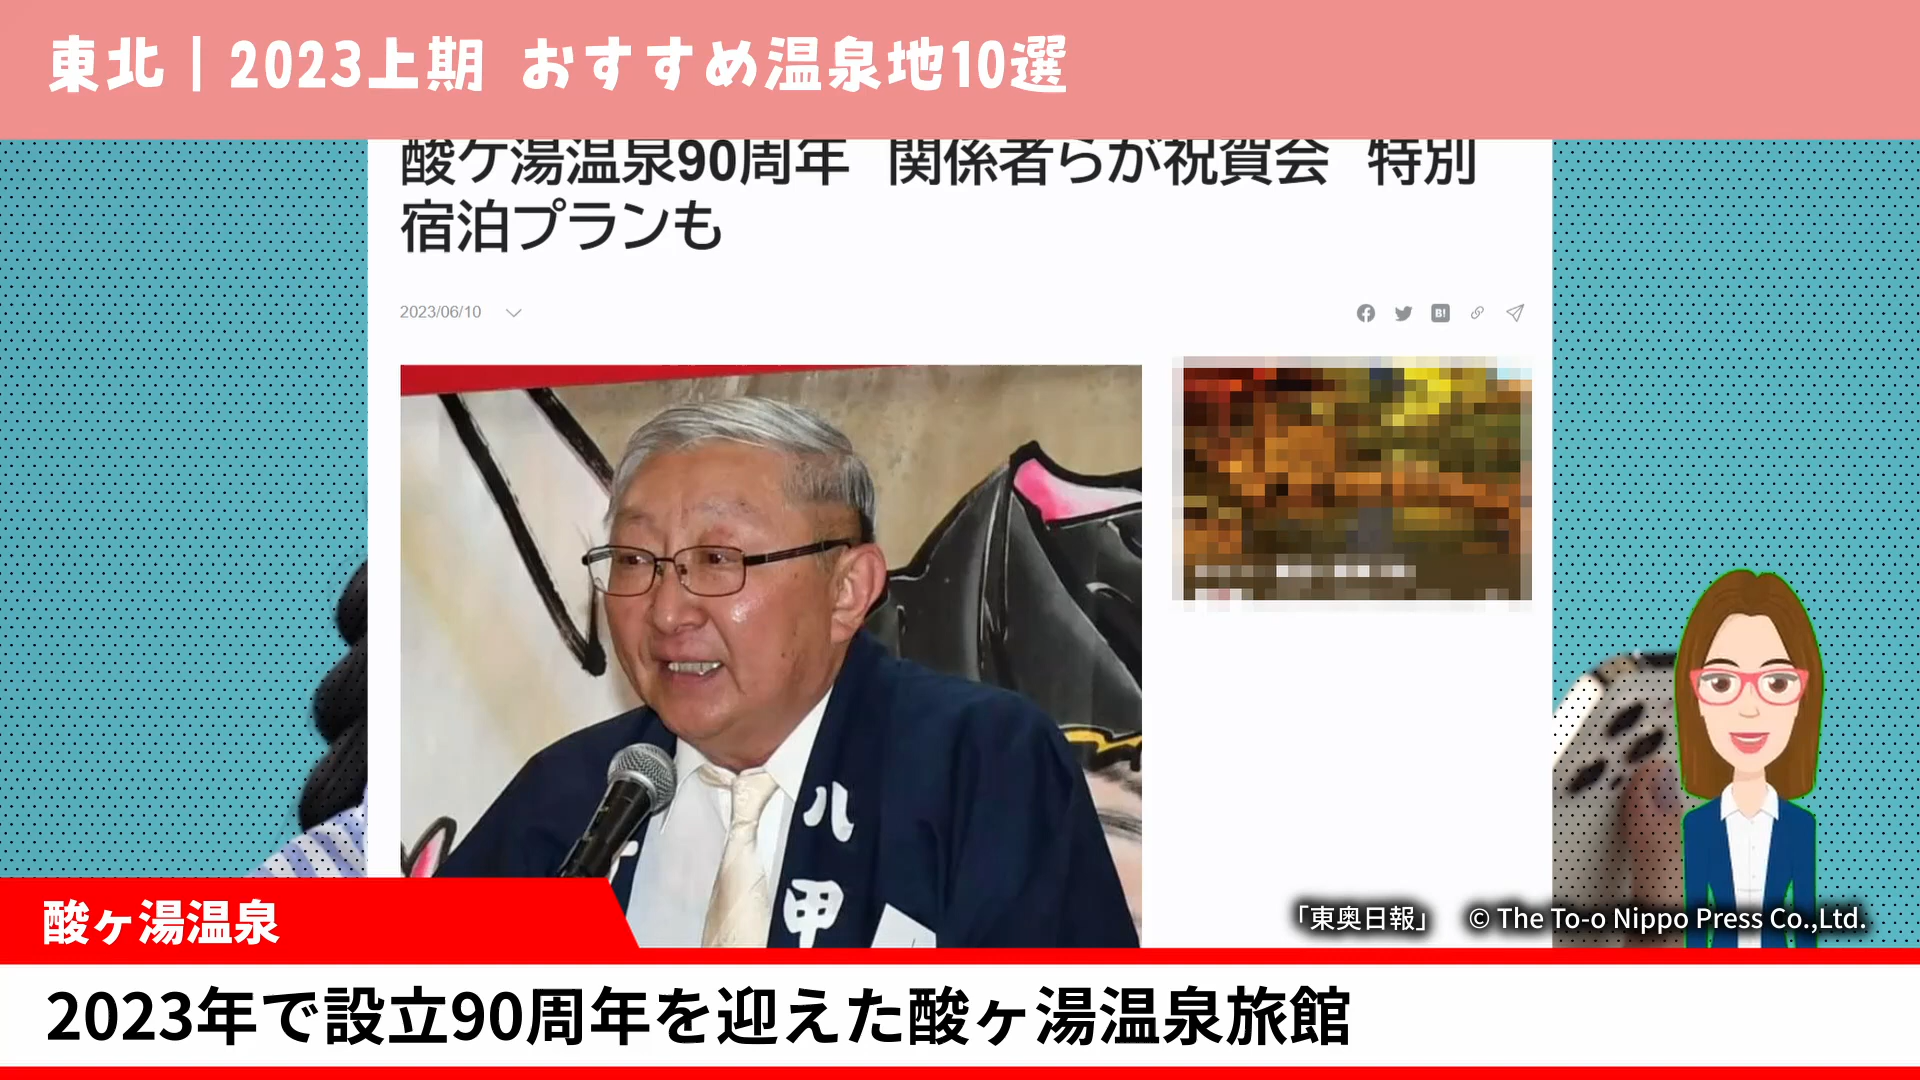 東北｜2023上期 おすすめ温泉地10選
酸ケ湯温泉90周年 関係者らが祝賀会 特別
宿泊プランも
2023/06/10
B!
八甲
酸ヶ湯温泉
「東奥日報」 © The To-o Nippo Press Co.,Ltd.
2023年で設立90周年を迎えた酸ヶ湯温泉旅館